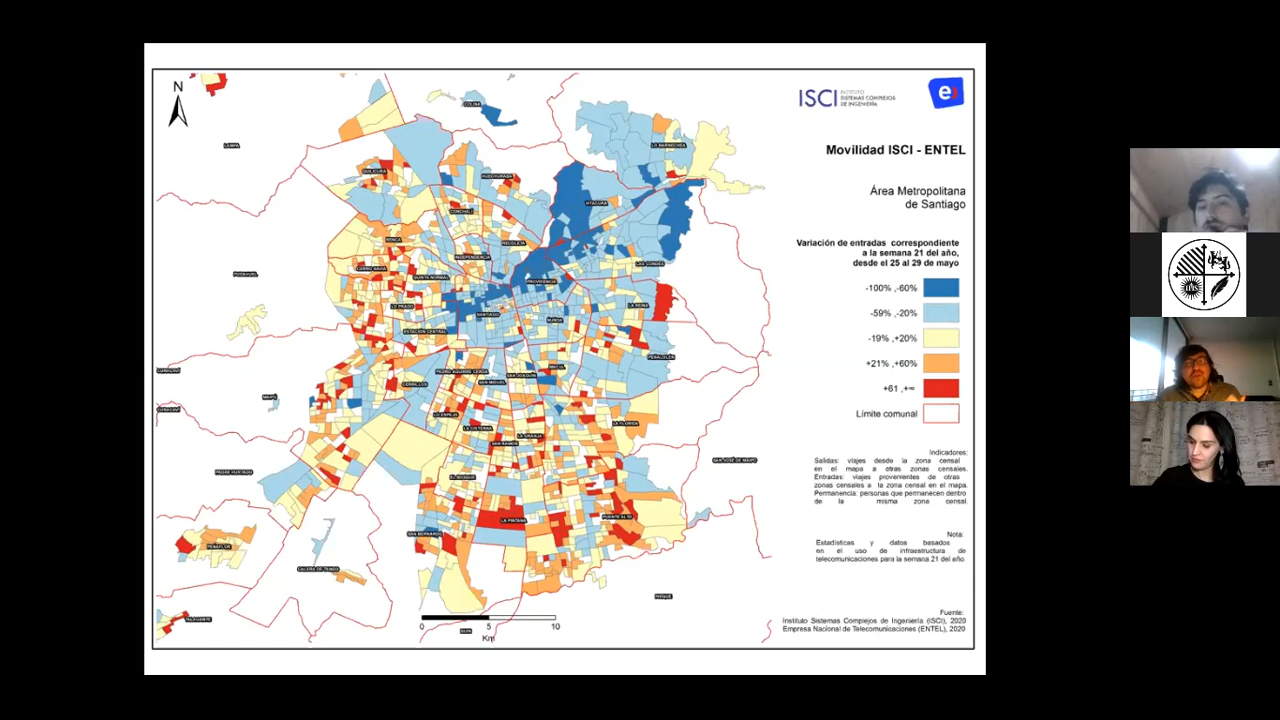 N
ISCI INSTITUTO
SISTEMAS COMPLEJOS
DE INGENIERÍA
e
Movilidad ISCI - ENTEL
Área Metropolitana
de Santiago
Variación de entradas correspondiente
a la semana 21 del año,
desde el 25 al 29 de mayo
-100% ,-60%
-59% ,-20%
-19% ,+20%
+21% ,+60%
+61 ,+∞
Límite comunal
Indicadores:
Salidas: viajes desde la zona censal
en el mapa a otras zonas censales.
Entradas: viajes provenientes de otras
zonas censales a la zona censal en el mapa.
Permanencia: personas que permanecen dentro
de la misma zona censal.
Nota:
Estadísticas y datos basados
en el uso de infraestructura de
telecomunicaciones para la semana 21 del año.
Fuente:
Instituto Sistemas Complejos de Ingeniería (ISCI), 2020
Empresa Nacional de Telecomunicaciones (ENTEL), 2020
COLINA
LAMPA
LO BARNECHEA
QUILICURA
HUECHURABA
VITACURA
CONCHALÍ
RENCA
RECOLETA
INDEPENDENCIA
LAS CONDES
CERRO NAVIA
PUDAHUEL
QUINTA NORMAL
PROVIDENCIA
LO PRADO
LA REINA
SANTIAGO
ÑUÑOA
ESTACIÓN CENTRAL
PEÑALOLÉN
MACUL
CURACAVÍ
PEDRO AGUIRRE CERDA
SAN JOAQUÍN
SAN MIGUEL
CERRILLOS
MAIPÚ
CURACAVÍ
LO ESPEJO
LA FLORIDA
LA CISTERNA
LA GRANJA
SAN RAMÓN
SAN JOSÉ DE MAIPO
PADRE HURTADO
EL BOSQUE
LA PINTANA
PUENTE ALTO
SAN BERNARDO
PEÑAFLOR
CALERA DE TANGO
PIRQUE
TALAGANTE
BUIN
0 5 10
Km